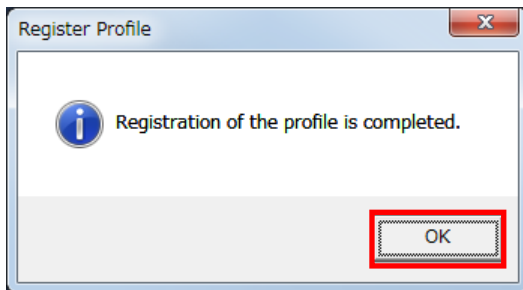 Register Profile
Registration of the profile is completed.
OK